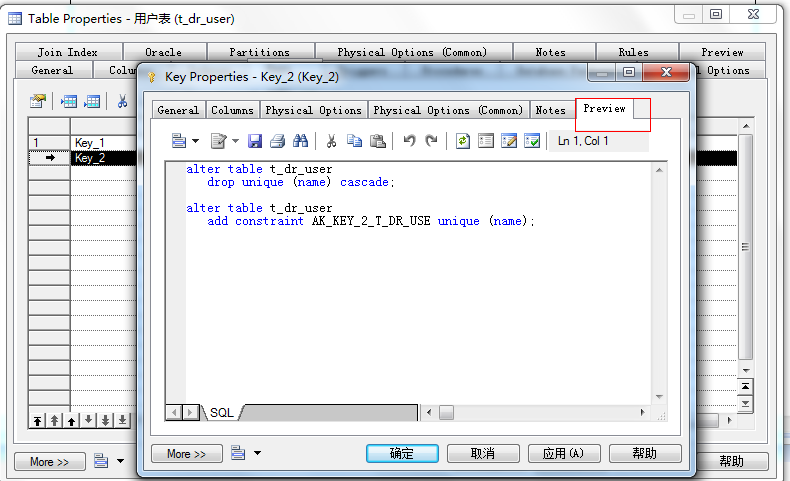 Table Properties - 用户表 (t_dr_user)
Join Index Oracle Partitions Physical Options (Common) Notes Rules Preview
General
Options
Key Properties - Key_2 (Key_2)
General Columns Physical Options Physical Options (Common) Notes Preview
Ln 1, Col 1
1 Key_1
Key_2
alter table t_dr_user
drop unique (name) cascade;
alter table t_dr_user
add constraint AK_KEY_2_T_DR_USE unique (name);
SQL
More >> 确定 取消 应用(A) 帮助
More >> 帮助